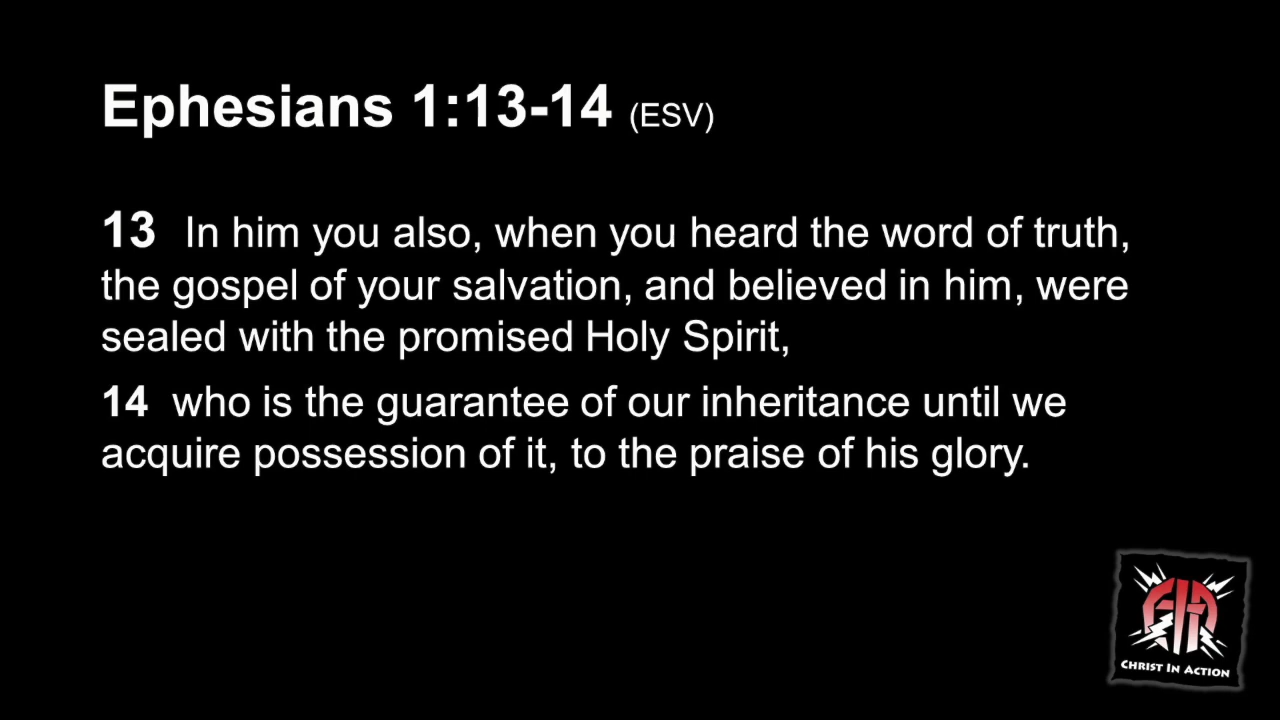 Ephesians 1:13-14 (ESV)
13 In him you also, when you heard the word of truth,
the gospel of your salvation, and believed in him, were
sealed with the promised Holy Spirit,
14 who is the guarantee of our inheritance until we
acquire possession of it, to the praise of his glory.
CIA
CHRIST IN ACTION